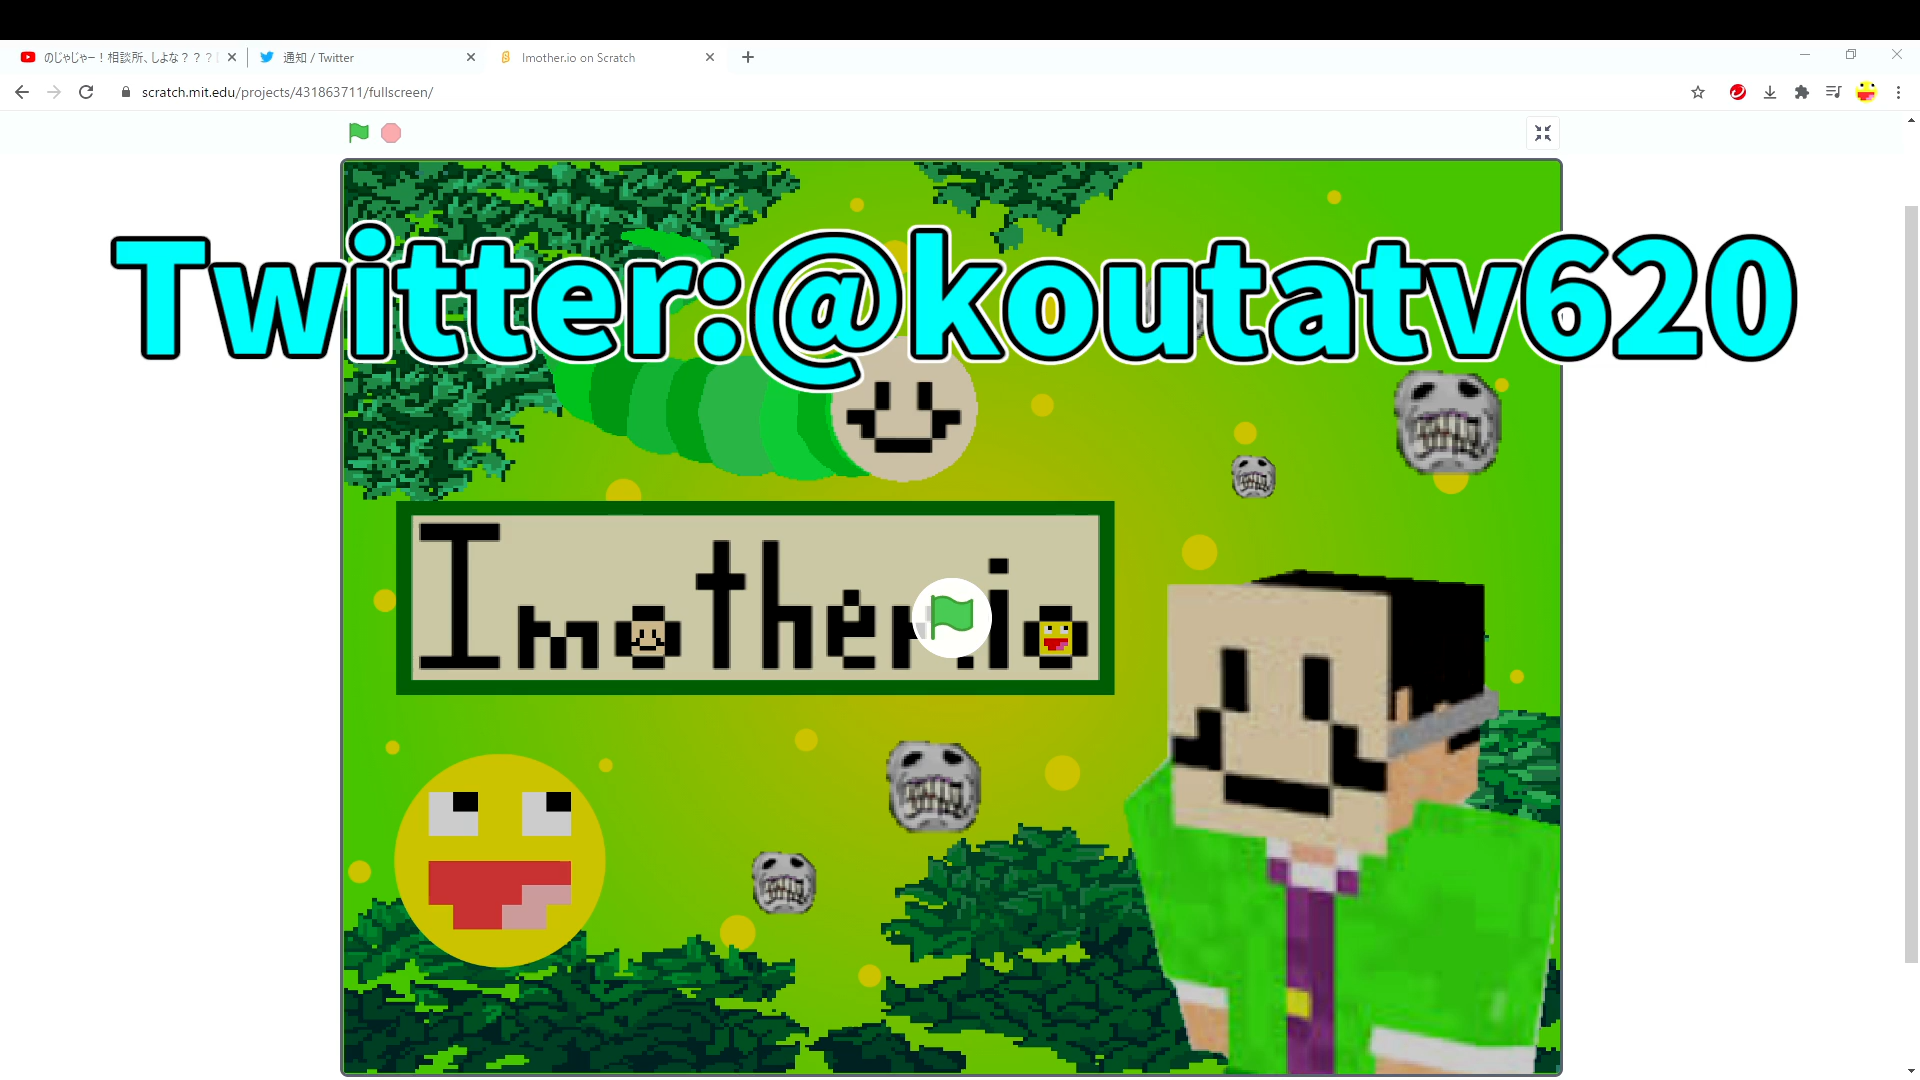 のじゃじゃー！相談所、しよな？？？
通知 / Twitter
Imother.io on Scratch
scratch.mit.edu/projects/431863711/fullscreen/
Twitter:@koutatv620
Imother.io